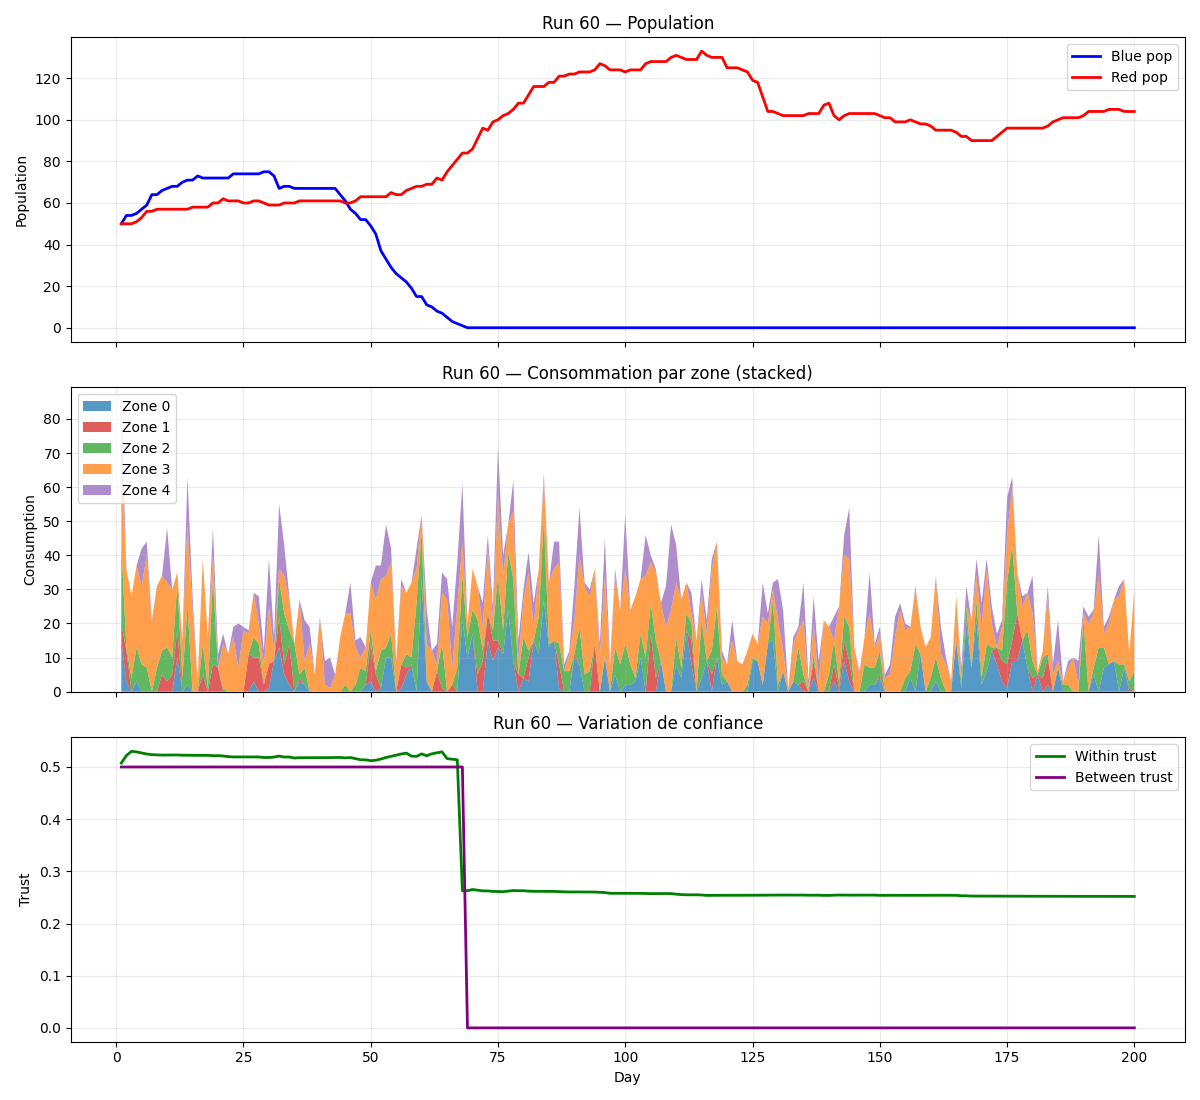 Run 60 — Population
Population
120
100
80
60
40
20
0
Blue pop
Red pop
Run 60 — Consommation par zone (stacked)
Consumption
80
70
60
50
40
30
20
10
0
Zone 0
Zone 1
Zone 2
Zone 3
Zone 4
Run 60 — Variation de confiance
Trust
0.5
0.4
0.3
0.2
0.1
0.0
Within trust
Between trust
0 25 50 75 100 125 150 175 200
Day